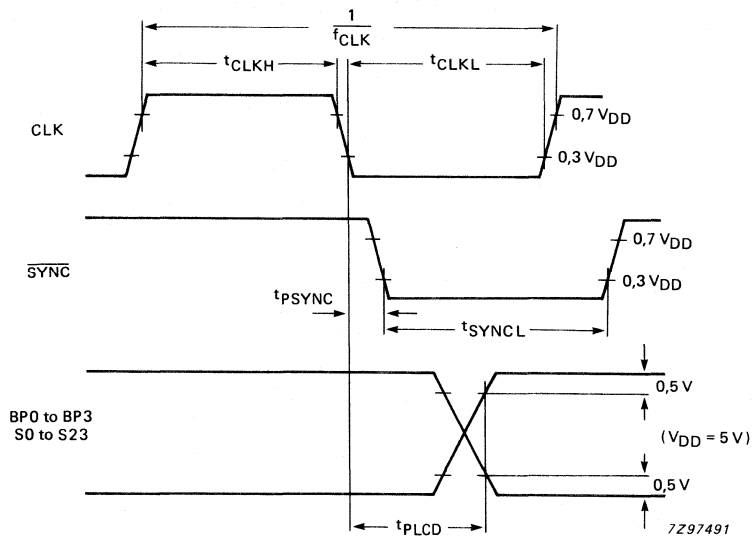 1
fCLK
tCLKH
tCLKL
CLK
0,7 VDD
0,3 VDD
SYNC
0,7 VDD
0,3 VDD
tPSYNC
tSYNCL
BP0 to BP3
S0 to S23
0,5 V
(VDD = 5 V)
0,5 V
tPLCD
7Z97491